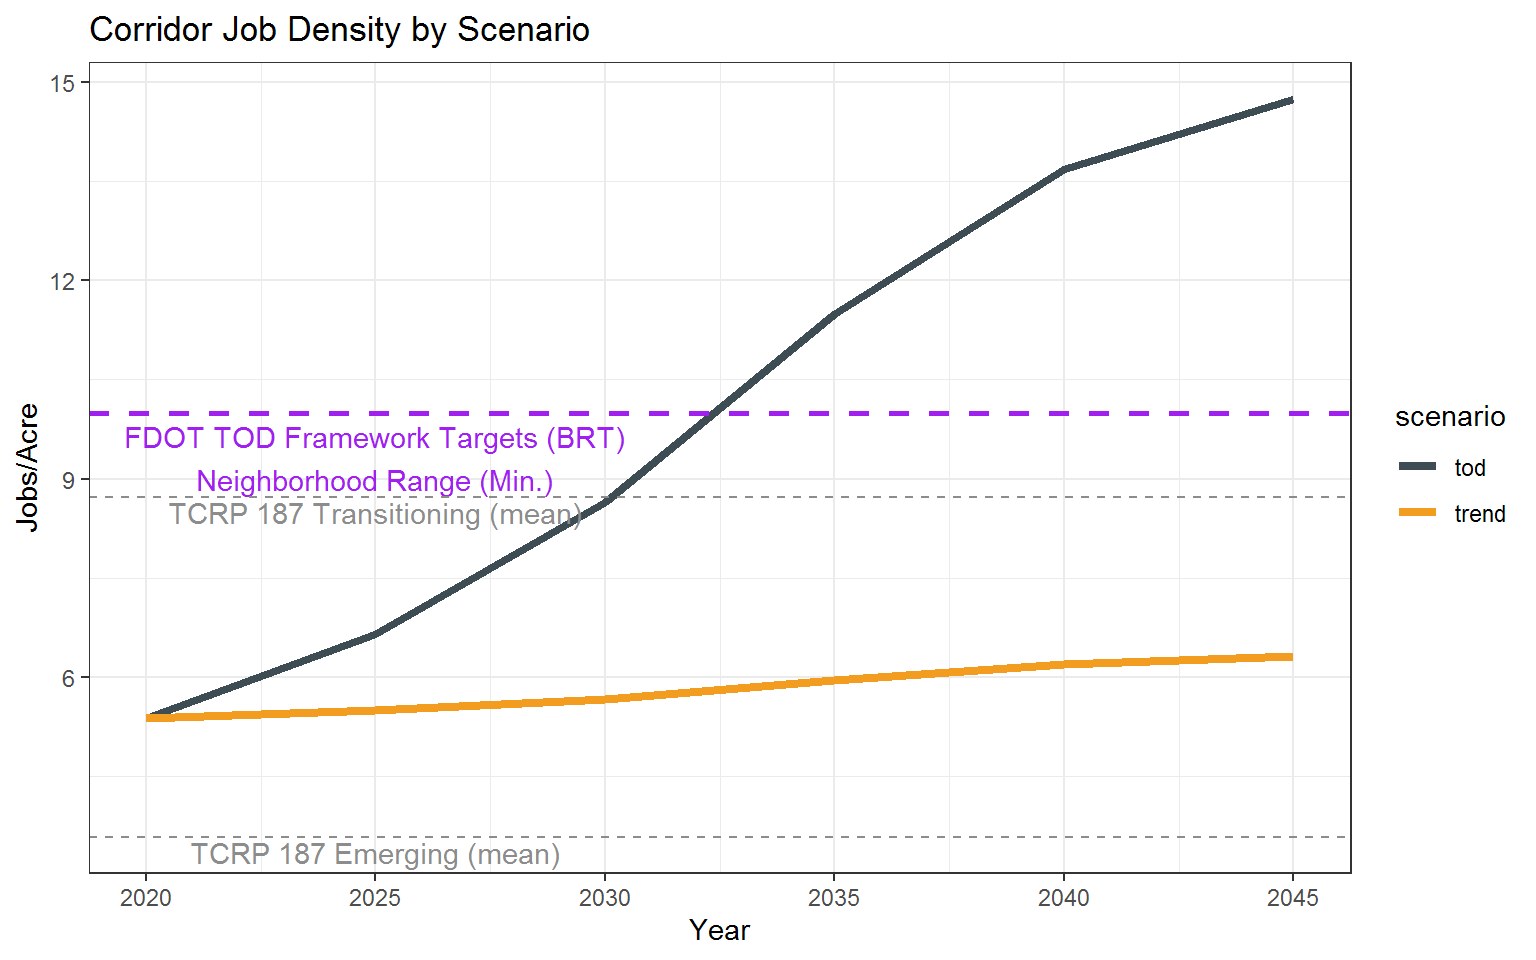 Corridor Job Density by Scenario
15
12
9
6
Jobs/Acre
FDOT TOD Framework Targets (BRT)
Neighborhood Range (Min.)
TCRP 187 Transitioning (mean)
TCRP 187 Emerging (mean)
2020 2025 2030 2035 2040 2045
Year
scenario
tod
trend